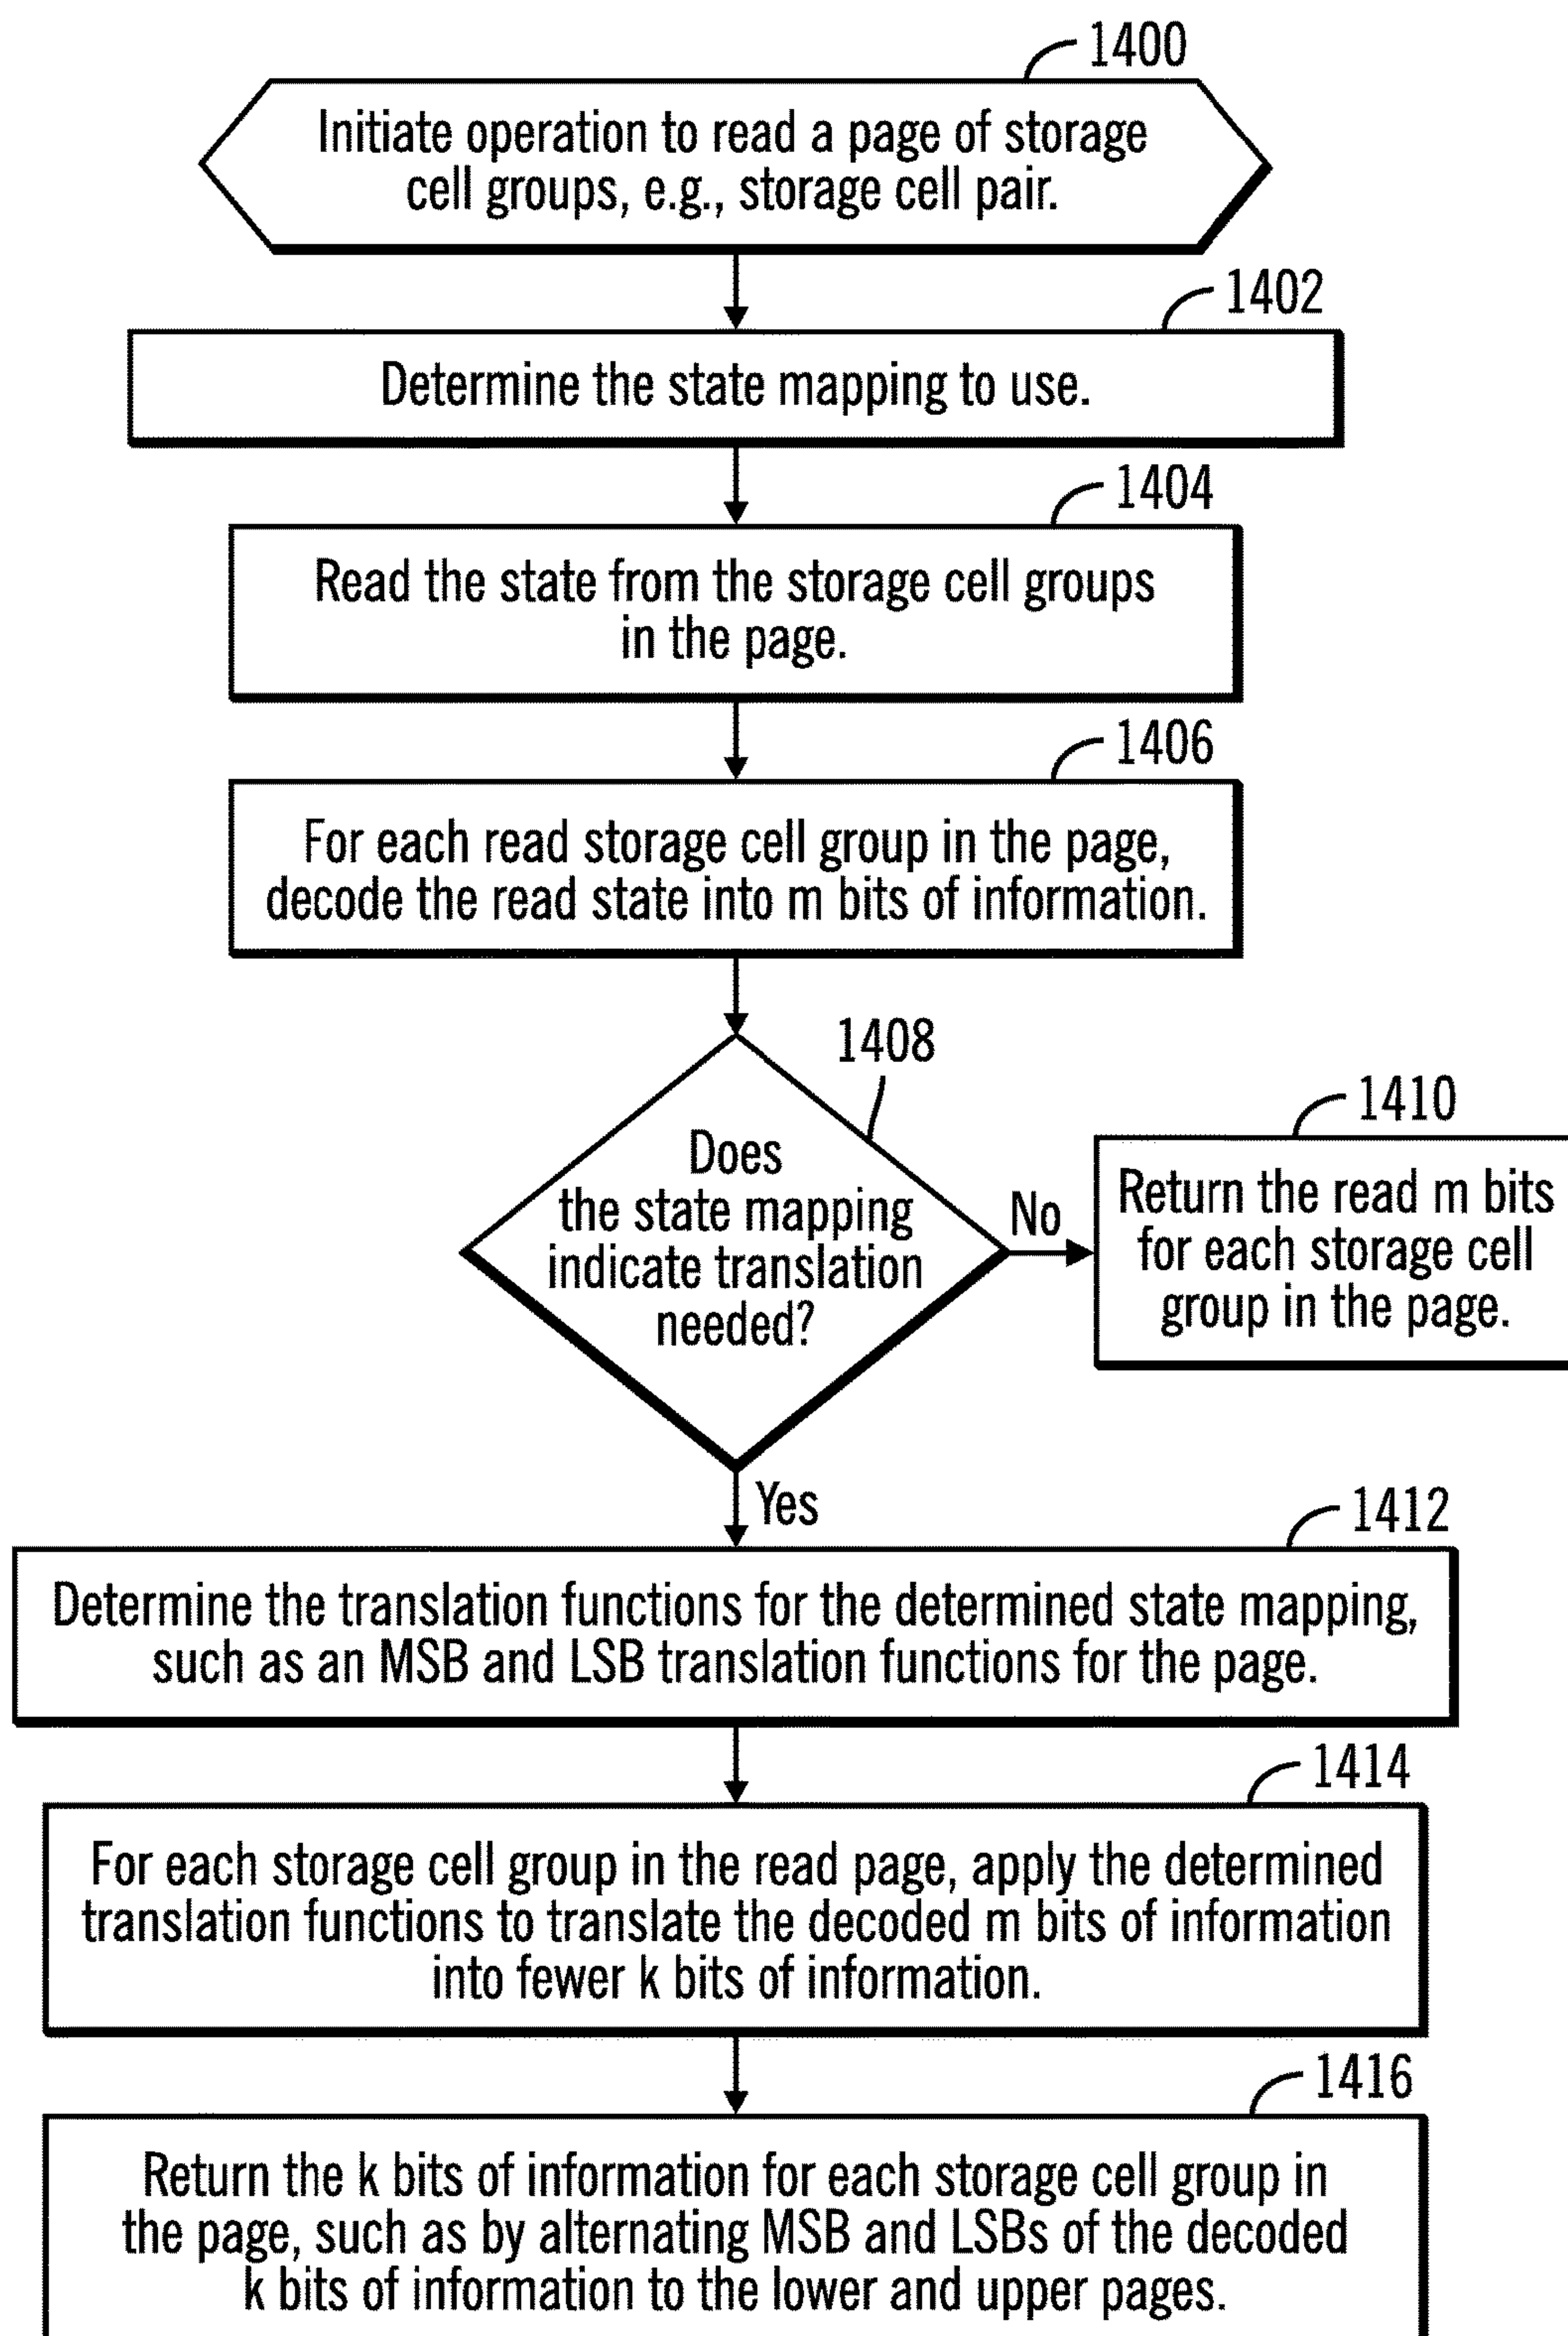 1400
Initiate operation to read a page of storage
cell groups, e.g., storage cell pair.
1402
Determine the state mapping to use.
1404
Read the state from the storage cell groups
in the page.
1406
For each read storage cell group in the page,
decode the read state into m bits of information.
1408
Does
the state mapping
indicate translation
needed?
No
1410
Return the read m bits
for each storage cell
group in the page.
Yes
1412
Determine the translation functions for the determined state mapping,
such as an MSB and LSB translation functions for the page.
1414
For each storage cell group in the read page, apply the determined
translation functions to translate the decoded m bits of information
into fewer k bits of information.
1416
Return the k bits of information for each storage cell group in
the page, such as by alternating MSB and LSBs of the decoded
k bits of information to the lower and upper pages.